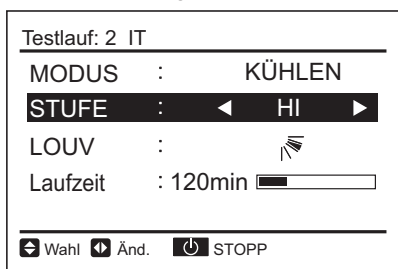 Testlauf: 2 IT
MODUS : KÜHLEN
STUFE : ◀ HI ▶
LOUV :
Laufzeit : 120min
Wahl Änd. STOPP